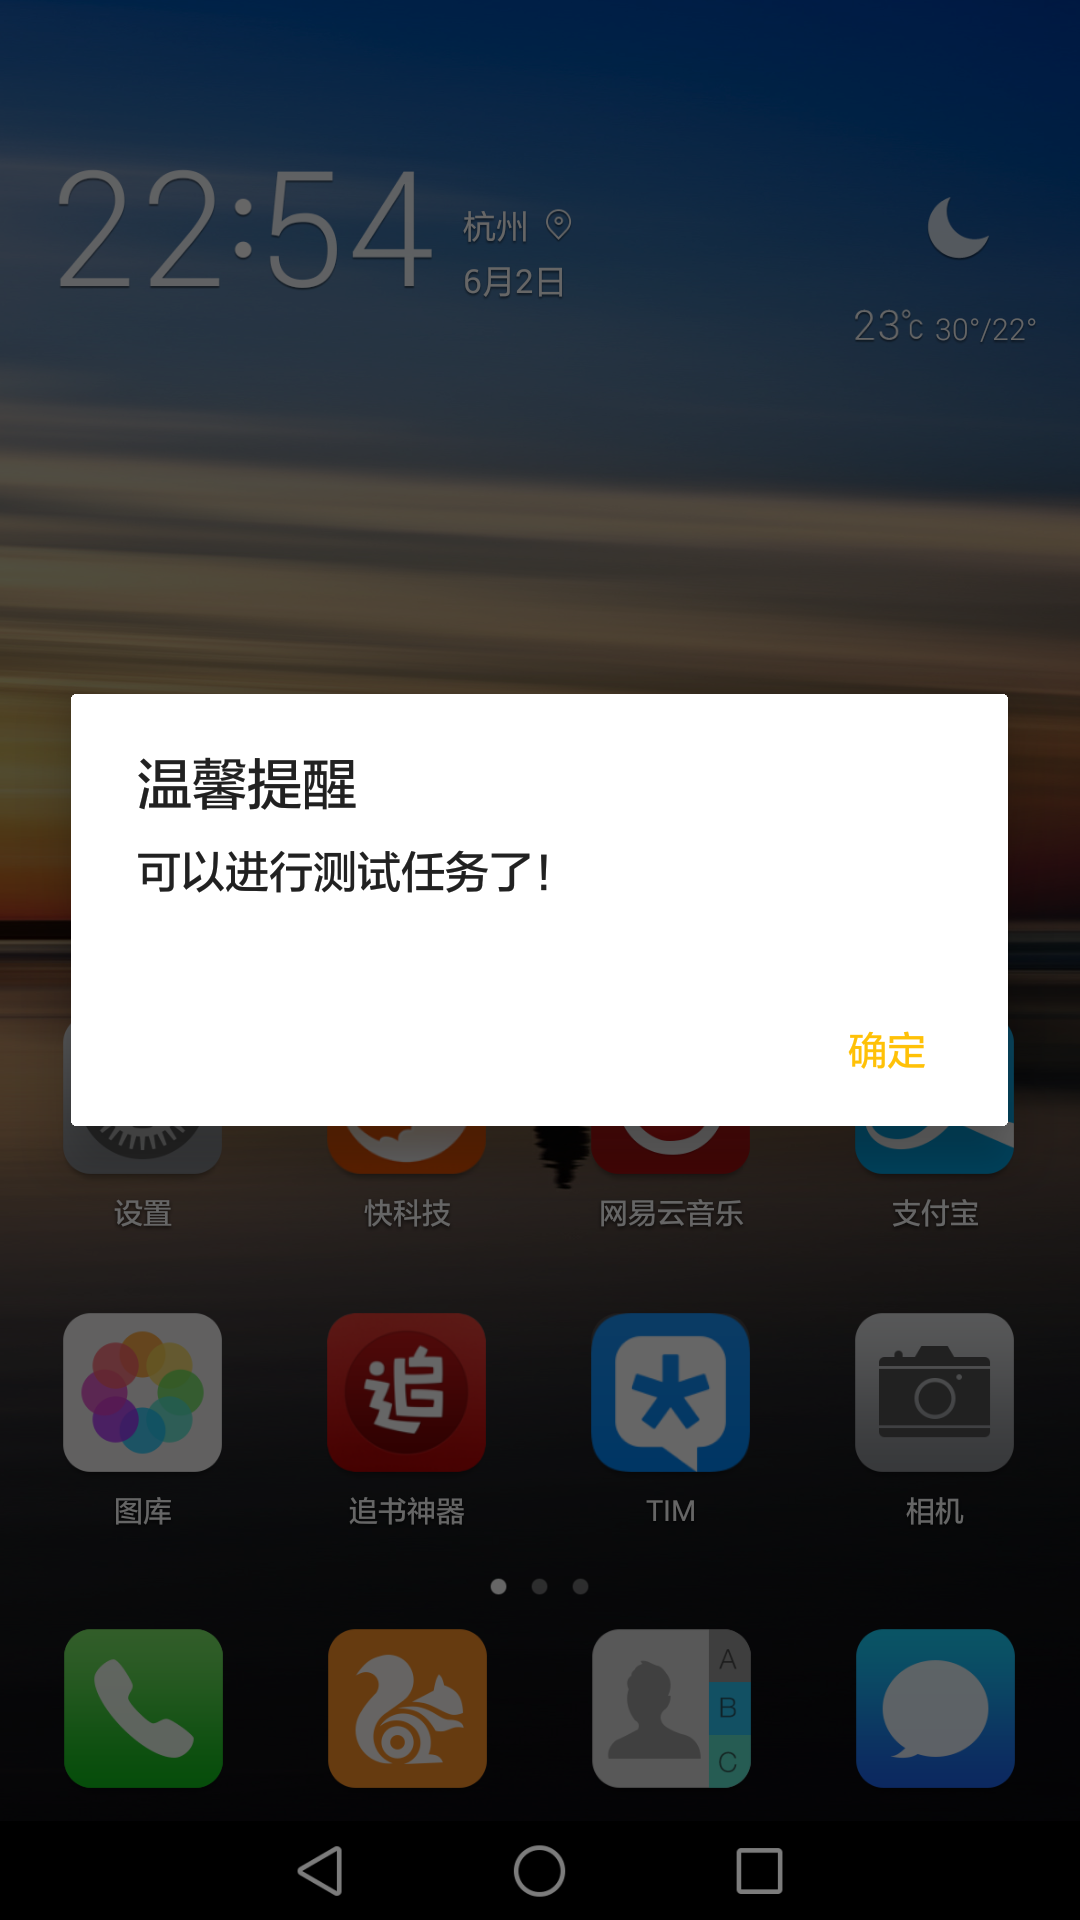 22:54
杭州
6月2日
23℃ 30°/22°
温馨提醒
可以进行测试任务了!
确定
设置
快科技
网易云音乐
支付宝
追
图库
追书神器
TIM
相机
A
B
C